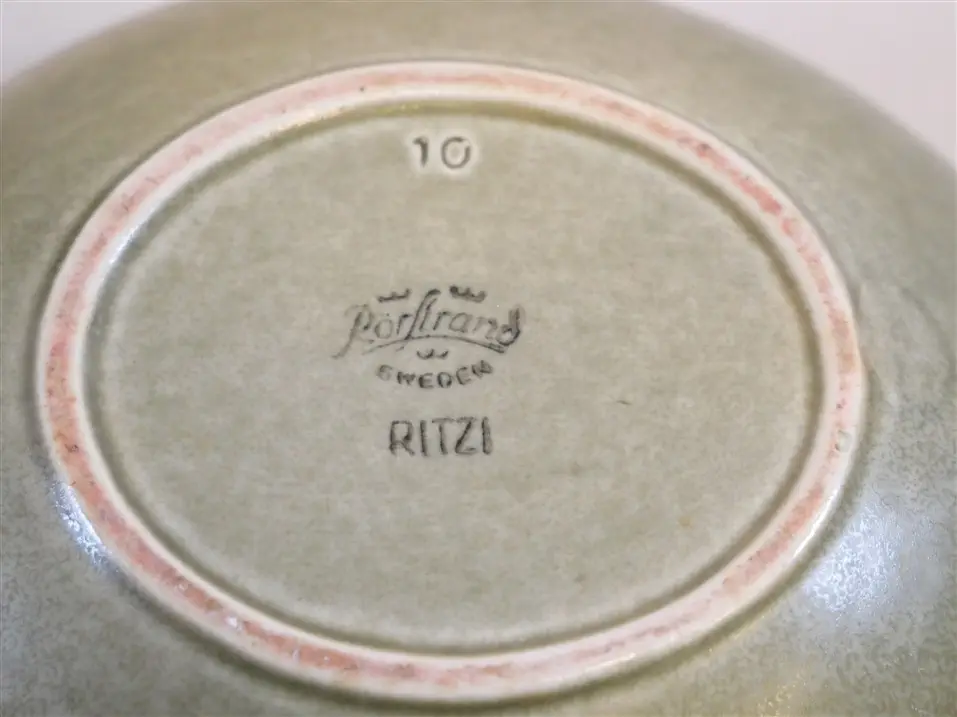 10
Rörstrand
SWEDEN
RITZI